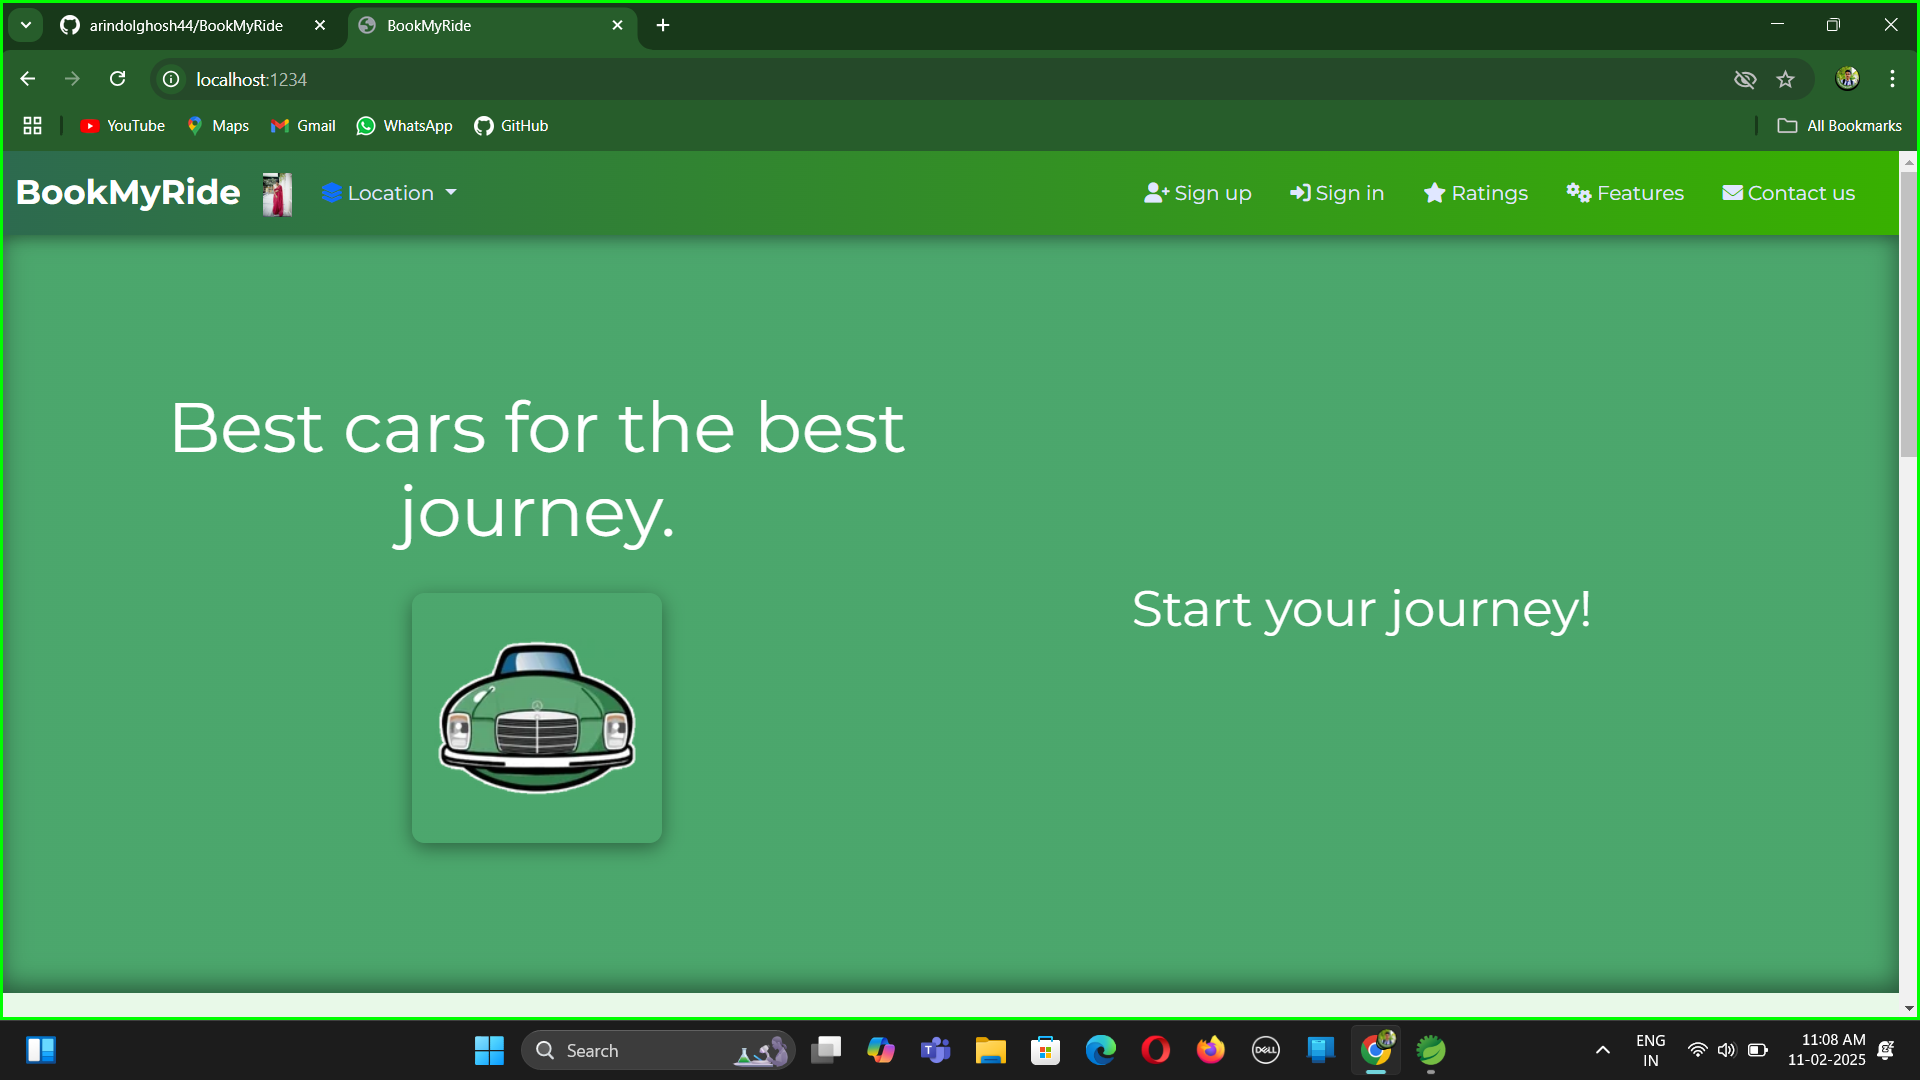 arindolghosh44/BookMyRide
BookMyRide
localhost:1234
YouTube
Maps
Gmail
WhatsApp
GitHub
All Bookmarks
BookMyRide
Location
Sign up
Sign in
Ratings
Features
Contact us
Best cars for the best
journey.
Start your journey!
Search
DELL
ENG
IN
11:08 AM
11-02-2025